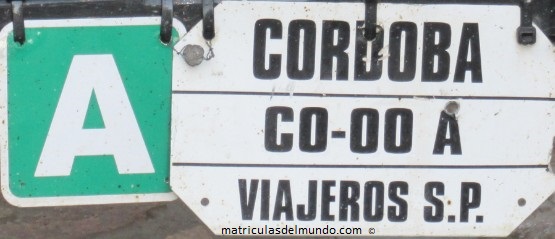 A
CORDOBA
CO-00 A
VIAJEROS S.P.
matriculasdelmundo.com ©